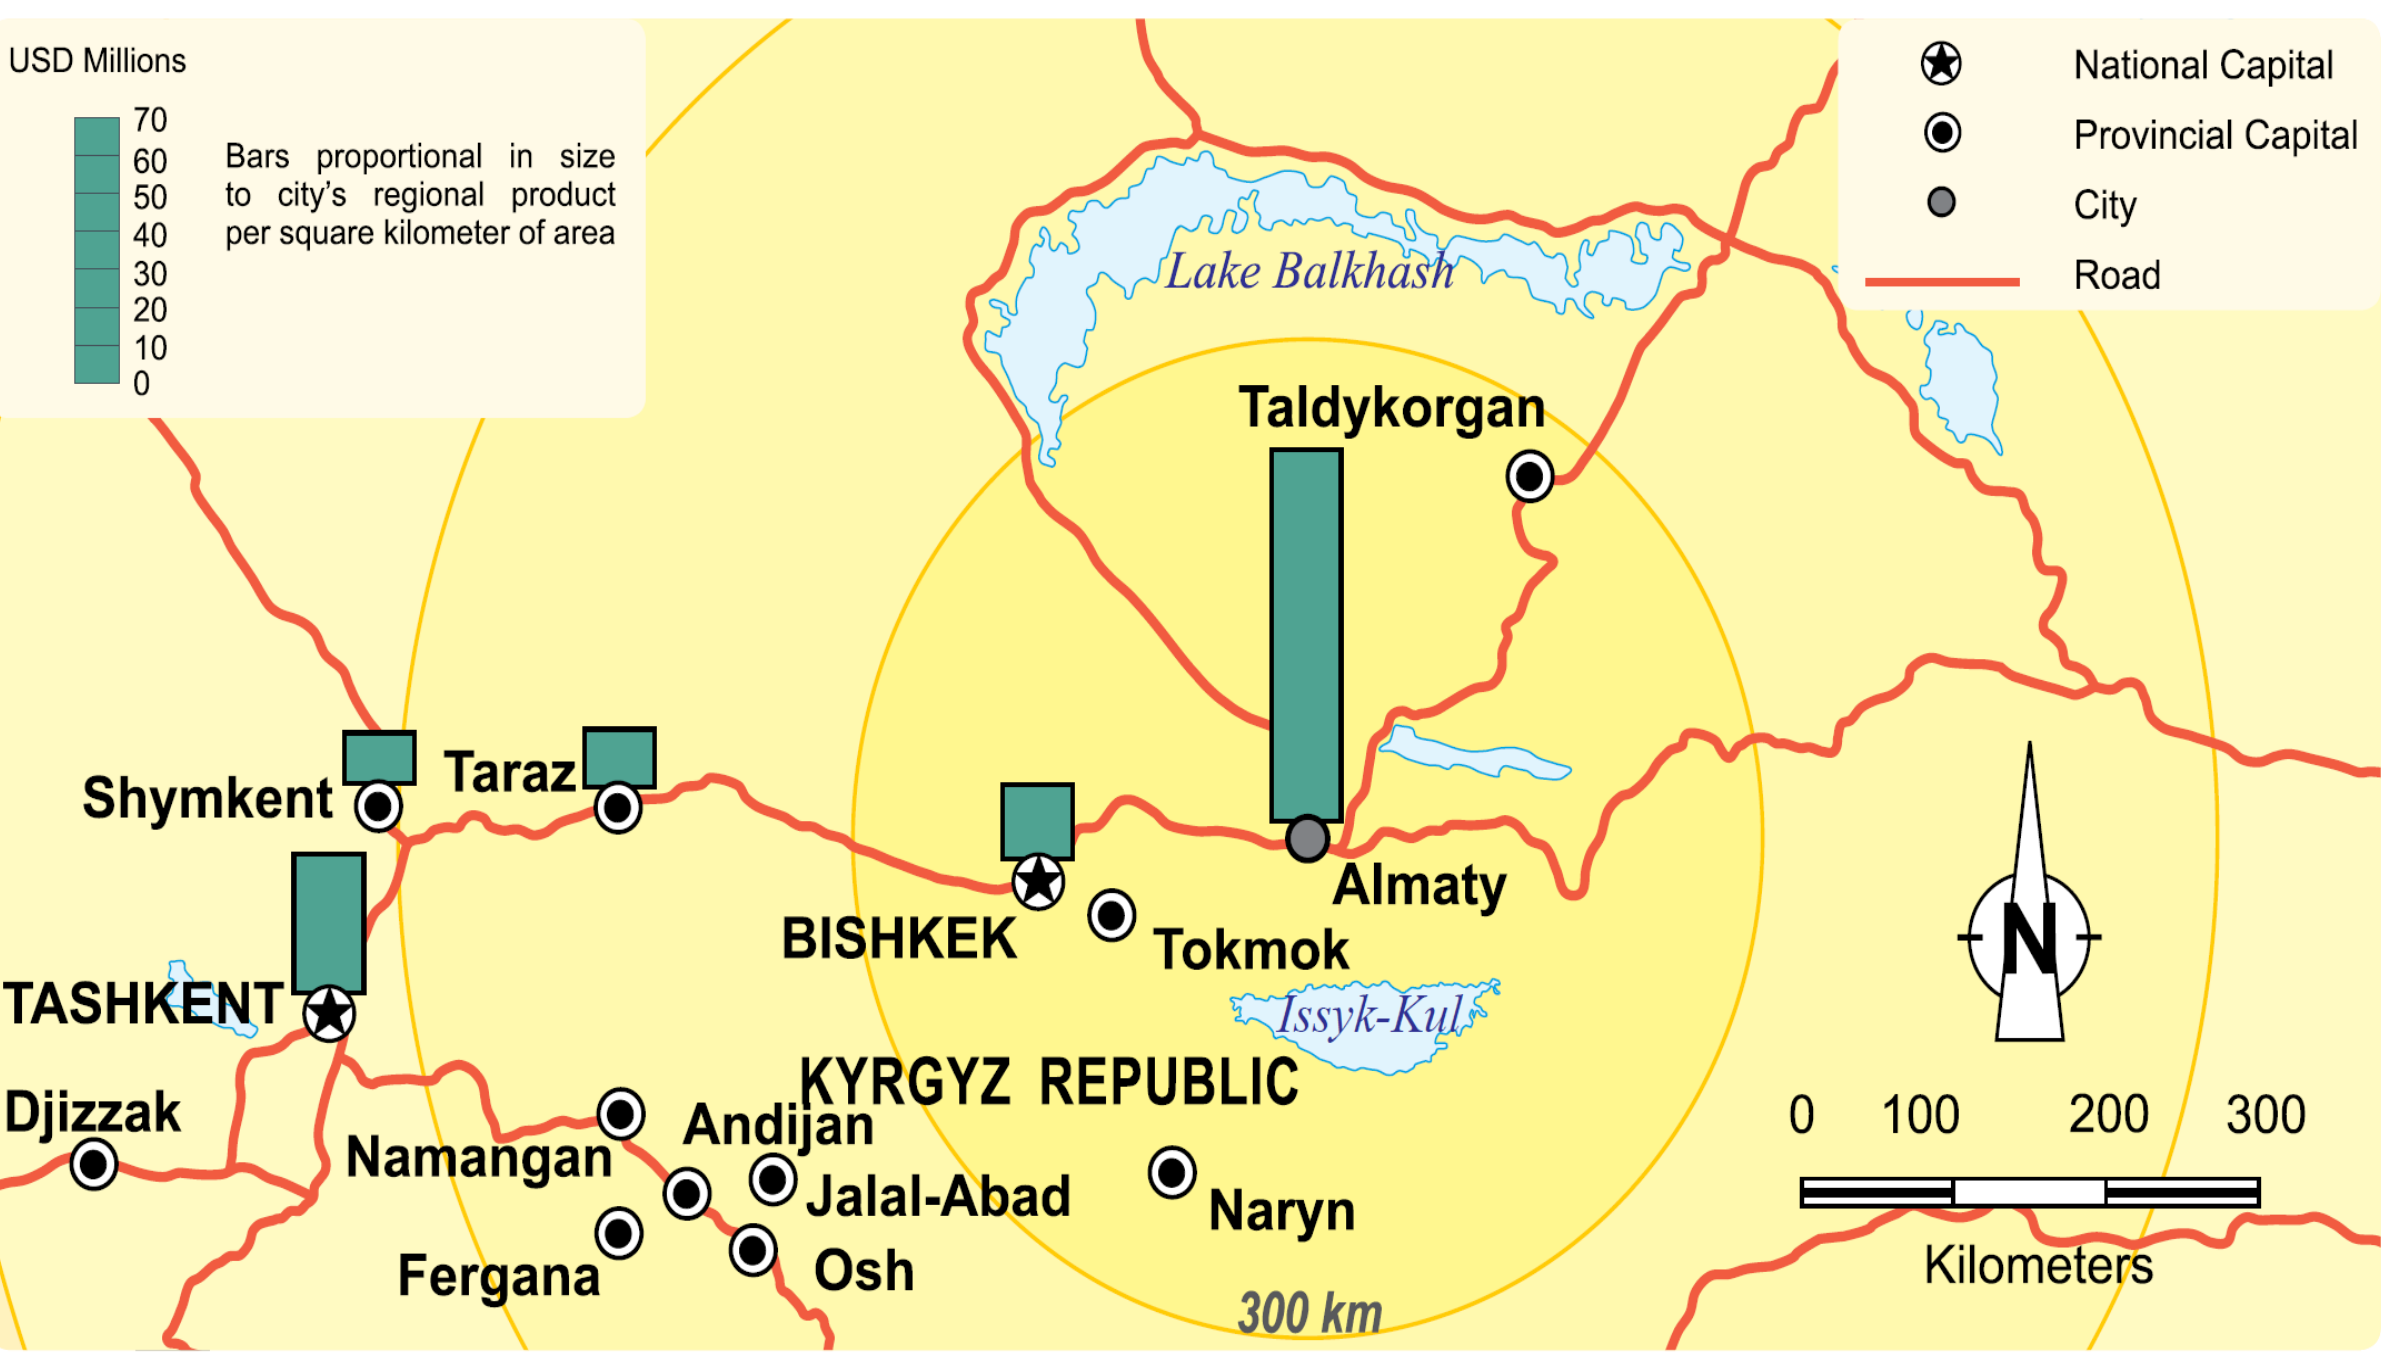 USD Millions
70
60
50
40
30
20
10
0
Bars proportional in size
to city’s regional product
per square kilometer of area
National Capital
Provincial Capital
City
Road
Lake Balkhash
Taldykorgan
Shymkent
Taraz
Almaty
BISHKEK
Tokmok
TASHKENT
Issyk-Kul
KYRGYZ REPUBLIC
Djizzak
Namangan
Andijan
Jalal-Abad
Naryn
Fergana
Osh
300 km
N
0 100 200 300
Kilometers